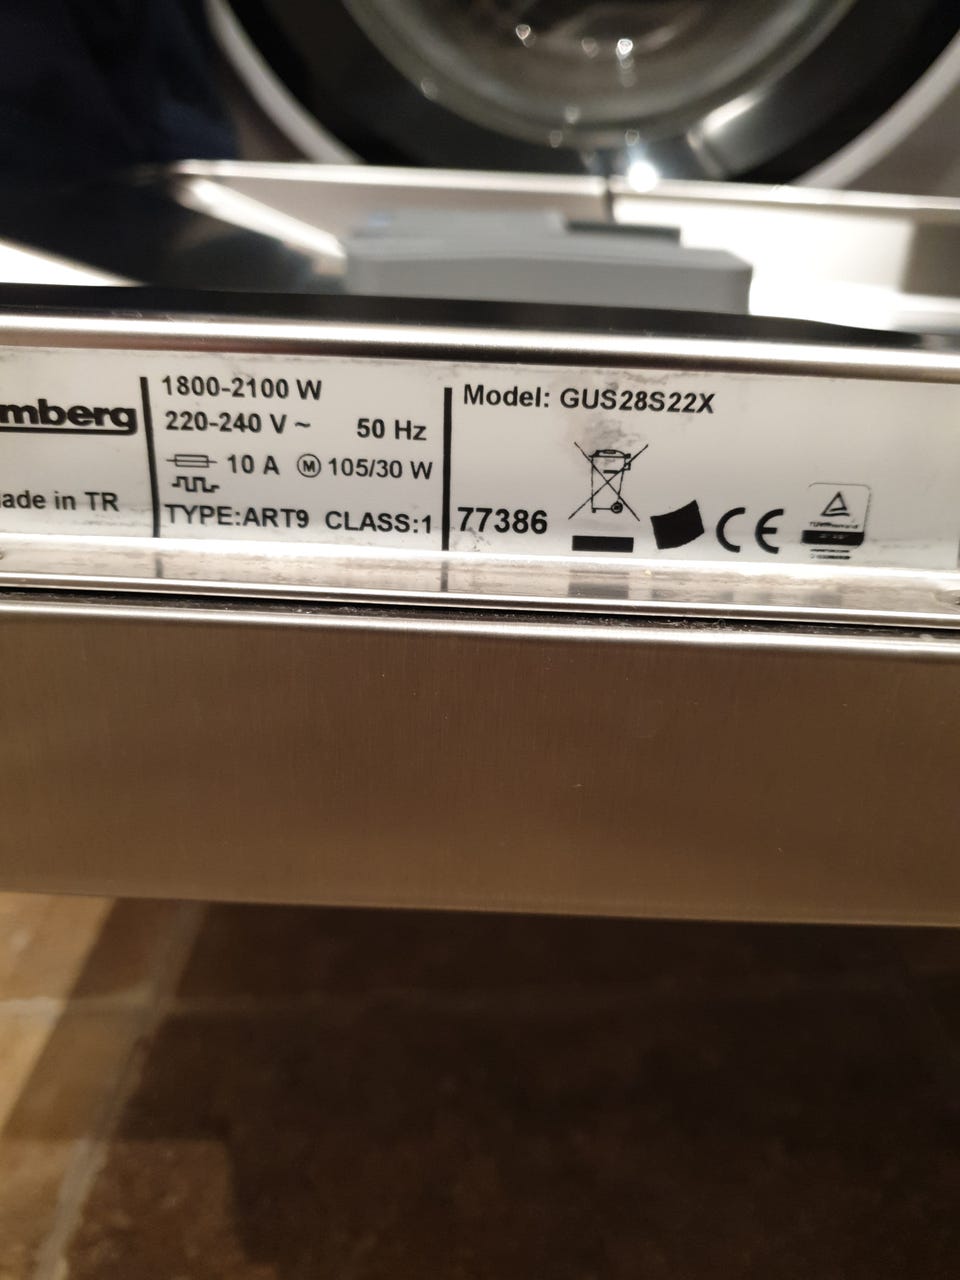 mberg
ade in TR
1800-2100 W
220-240 V ~ 50 Hz
10 A M 105/30 W
TYPE:ART9 CLASS:1
Model: GUS28S22X
77386
CE